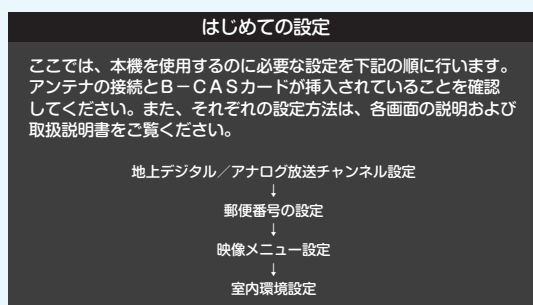 はじめての設定
ここでは、本機を使用するのに必要な設定を下記の順に行います。
アンテナの接続とB－CASカードが挿入されていることを確認
してください。また、それぞれの設定方法は、各画面の説明および
取扱説明書をご覧ください。
地上デジタル／アナログ放送チャンネル設定
↓
郵便番号の設定
↓
映像メニュー設定
↓
室内環境設定